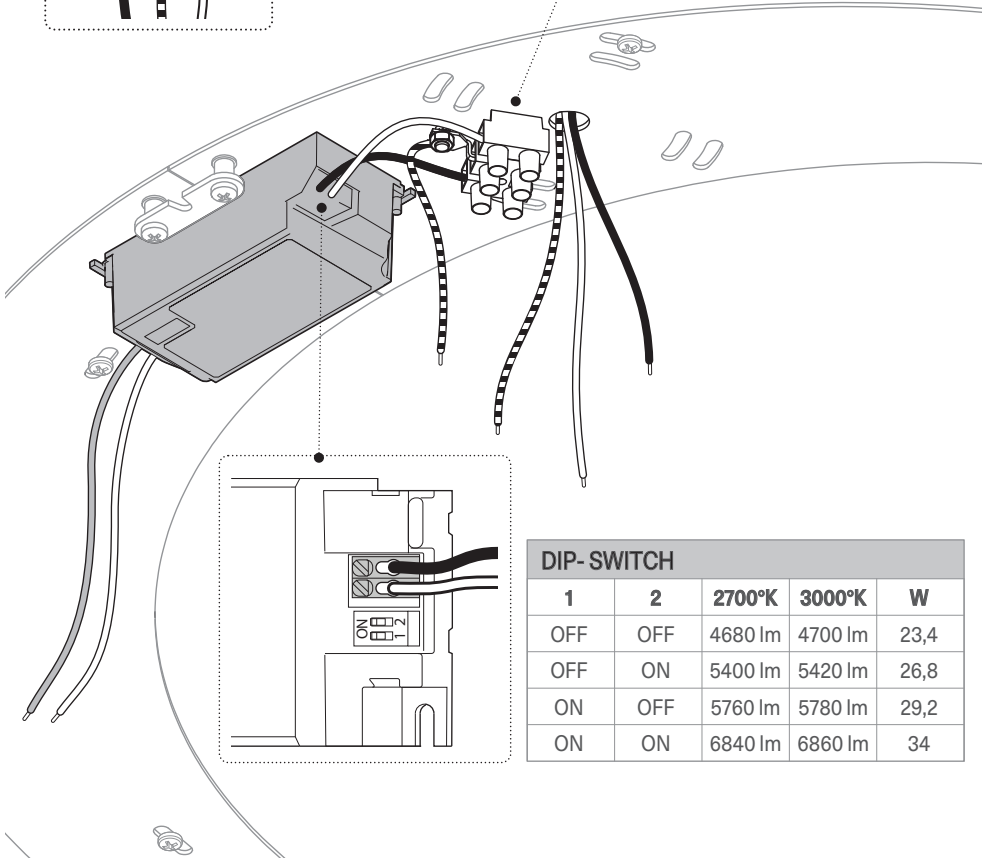 ON
1 2
DIP- SWITCH
1 2 2700°K 3000°K W
OFF OFF 4680 lm 4700 lm 23,4
OFF ON 5400 lm 5420 lm 26,8
ON OFF 5760 lm 5780 lm 29,2
ON ON 6840 lm 6860 lm 34